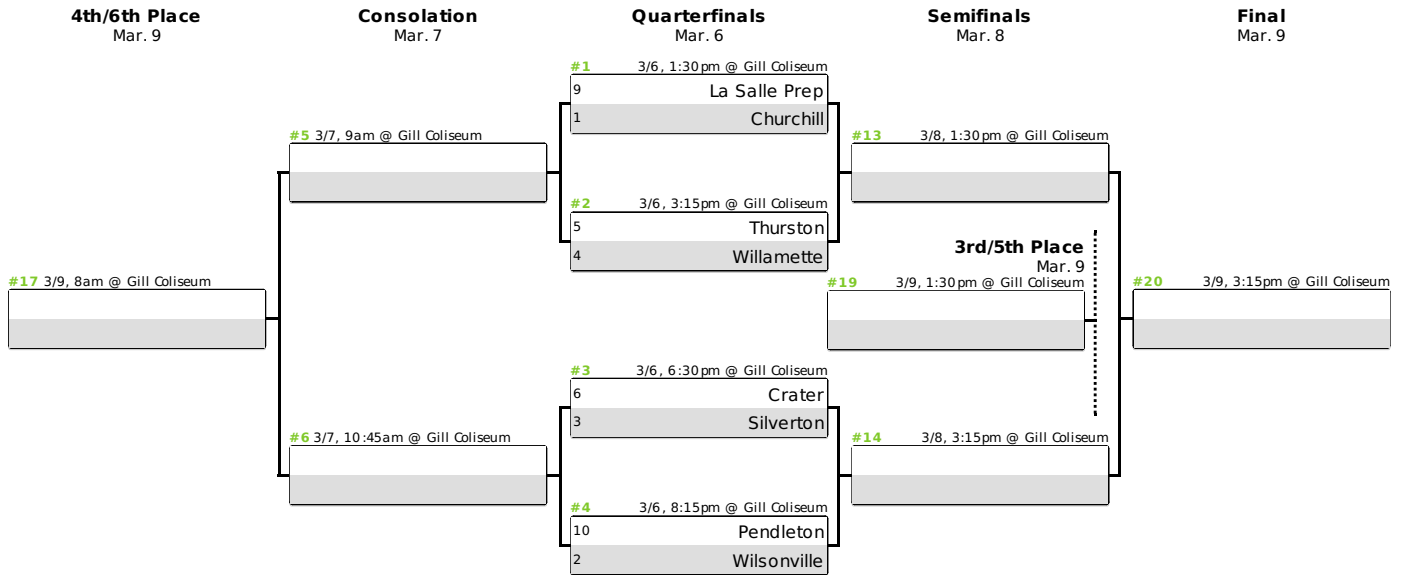 4th/6th Place
Mar. 9
Consolation
Mar. 7
Quarterfinals
Mar. 6
Semifinals
Mar. 8
Final
Mar. 9
#1 3/6, 1:30pm @ Gill Coliseum
9 La Salle Prep
1 Churchill
#5 3/7, 9am @ Gill Coliseum
#13 3/8, 1:30pm @ Gill Coliseum
#2 3/6, 3:15pm @ Gill Coliseum
5 Thurston
4 Willamette
3rd/5th Place
Mar. 9
#17 3/9, 8am @ Gill Coliseum
#19 3/9, 1:30pm @ Gill Coliseum
#20 3/9, 3:15pm @ Gill Coliseum
#3 3/6, 6:30pm @ Gill Coliseum
6 Crater
3 Silverton
#6 3/7, 10:45am @ Gill Coliseum
#14 3/8, 3:15pm @ Gill Coliseum
#4 3/6, 8:15pm @ Gill Coliseum
10 Pendleton
2 Wilsonville